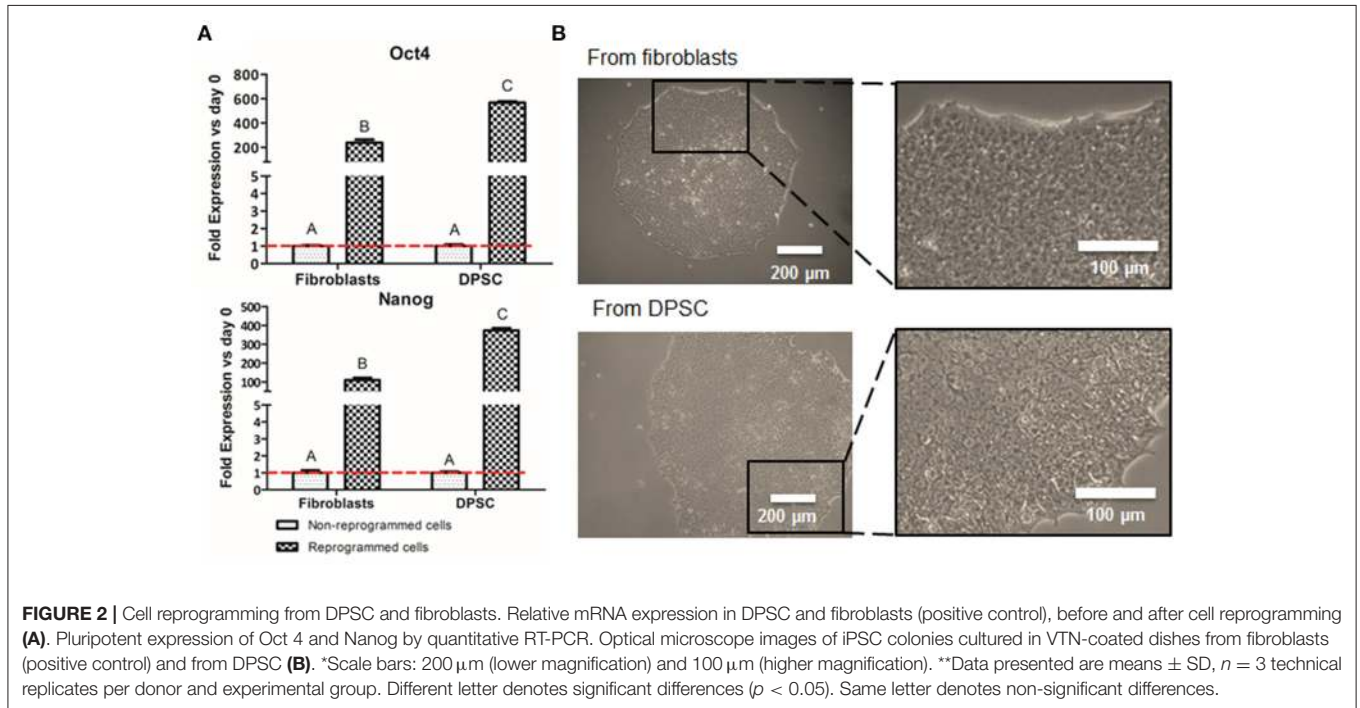 A
Oct4
Fold Expression vs day 0
800
600
400
200
5
4
3
2
1
0
A
B
A
C
Fibroblasts
DPSC
Nanog
Fold Expression vs day 0
500
400
300
200
100
5
4
3
2
1
0
A
B
A
C
Fibroblasts
DPSC
Non-reprogrammed cells
Reprogrammed cells
B
From fibroblasts
200 µm
100 µm
From DPSC
200 µm
100 µm
FIGURE 2 | Cell reprogramming from DPSC and fibroblasts. Relative mRNA expression in DPSC and fibroblasts (positive control), before and after cell reprogramming
(A). Pluripotent expression of Oct 4 and Nanog by quantitative RT-PCR. Optical microscope images of iPSC colonies cultured in VTN-coated dishes from fibroblasts
(positive control) and from DPSC (B). *Scale bars: 200 µm (lower magnification) and 100 µm (higher magnification). **Data presented are means ± SD, n = 3 technical
replicates per donor and experimental group. Different letter denotes significant differences (p < 0.05). Same letter denotes non-significant differences.